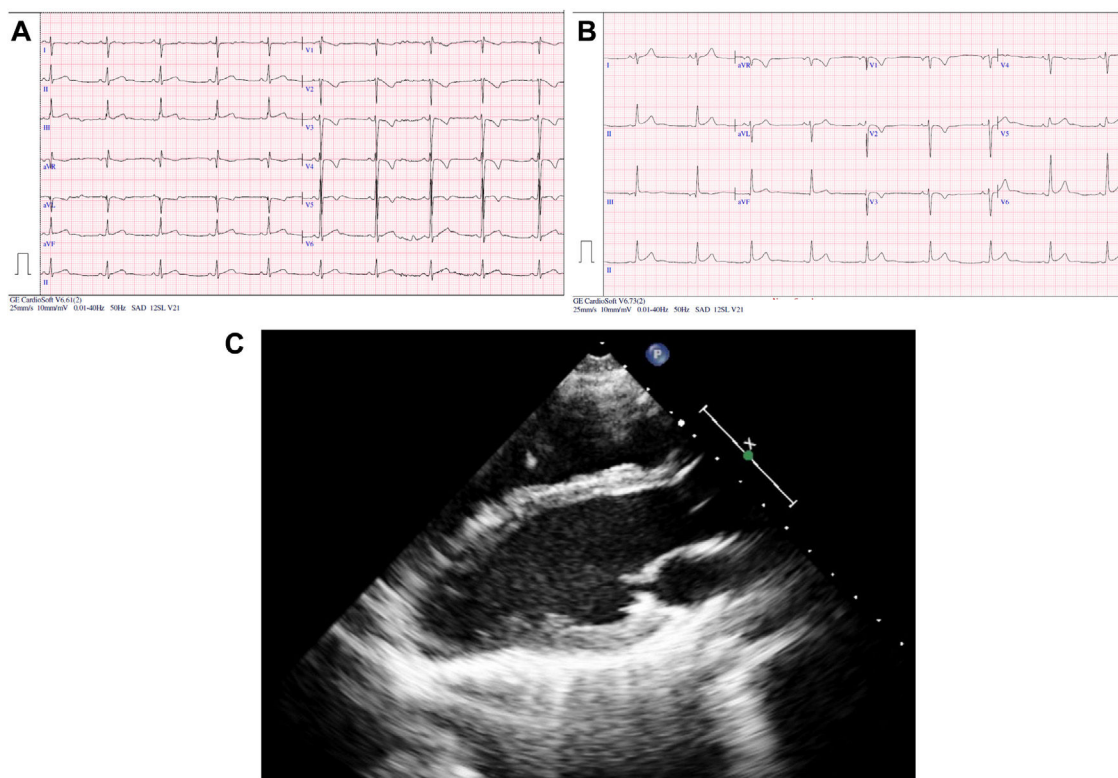 A
I
II
III
aVR
aVL
aVF
II
V1
V2
V3
V4
V5
V6
GE CardioSoft V6.61(2)
25mm/s 10mm/mV 0.01-40Hz 50Hz SAD 12SL V21
B
I
aVR
V1
V4
II
aVL
V2
V5
III
aVF
V3
V6
II
GE CardioSoft V6.73(2)
25mm/s 10mm/mV 0.01-40Hz 50Hz SAD 12SL V21
C
P
X